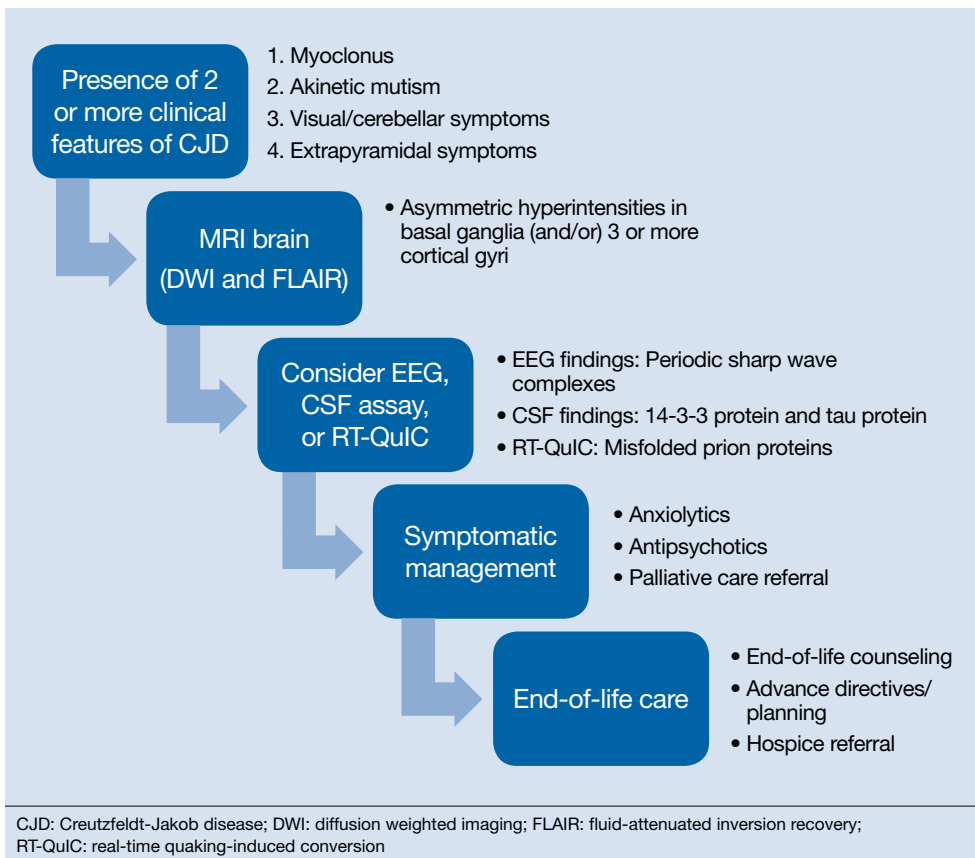 Presence of 2
or more clinical
features of CJD
1. Myoclonus
2. Akinetic mutism
3. Visual/cerebellar symptoms
4. Extrapyramidal symptoms
MRI brain
(DWI and FLAIR)
• Asymmetric hyperintensities in
basal ganglia (and/or) 3 or more
cortical gyri
Consider EEG,
CSF assay,
or RT-QuIC
• EEG findings: Periodic sharp wave
complexes
• CSF findings: 14-3-3 protein and tau protein
• RT-QuIC: Misfolded prion proteins
Symptomatic
management
• Anxiolytics
• Antipsychotics
• Palliative care referral
End-of-life care
• End-of-life counseling
• Advance directives/
planning
• Hospice referral
CJD: Creutzfeldt-Jakob disease; DWI: diffusion weighted imaging; FLAIR: fluid-attenuated inversion recovery;
RT-QuIC: real-time quaking-induced conversion